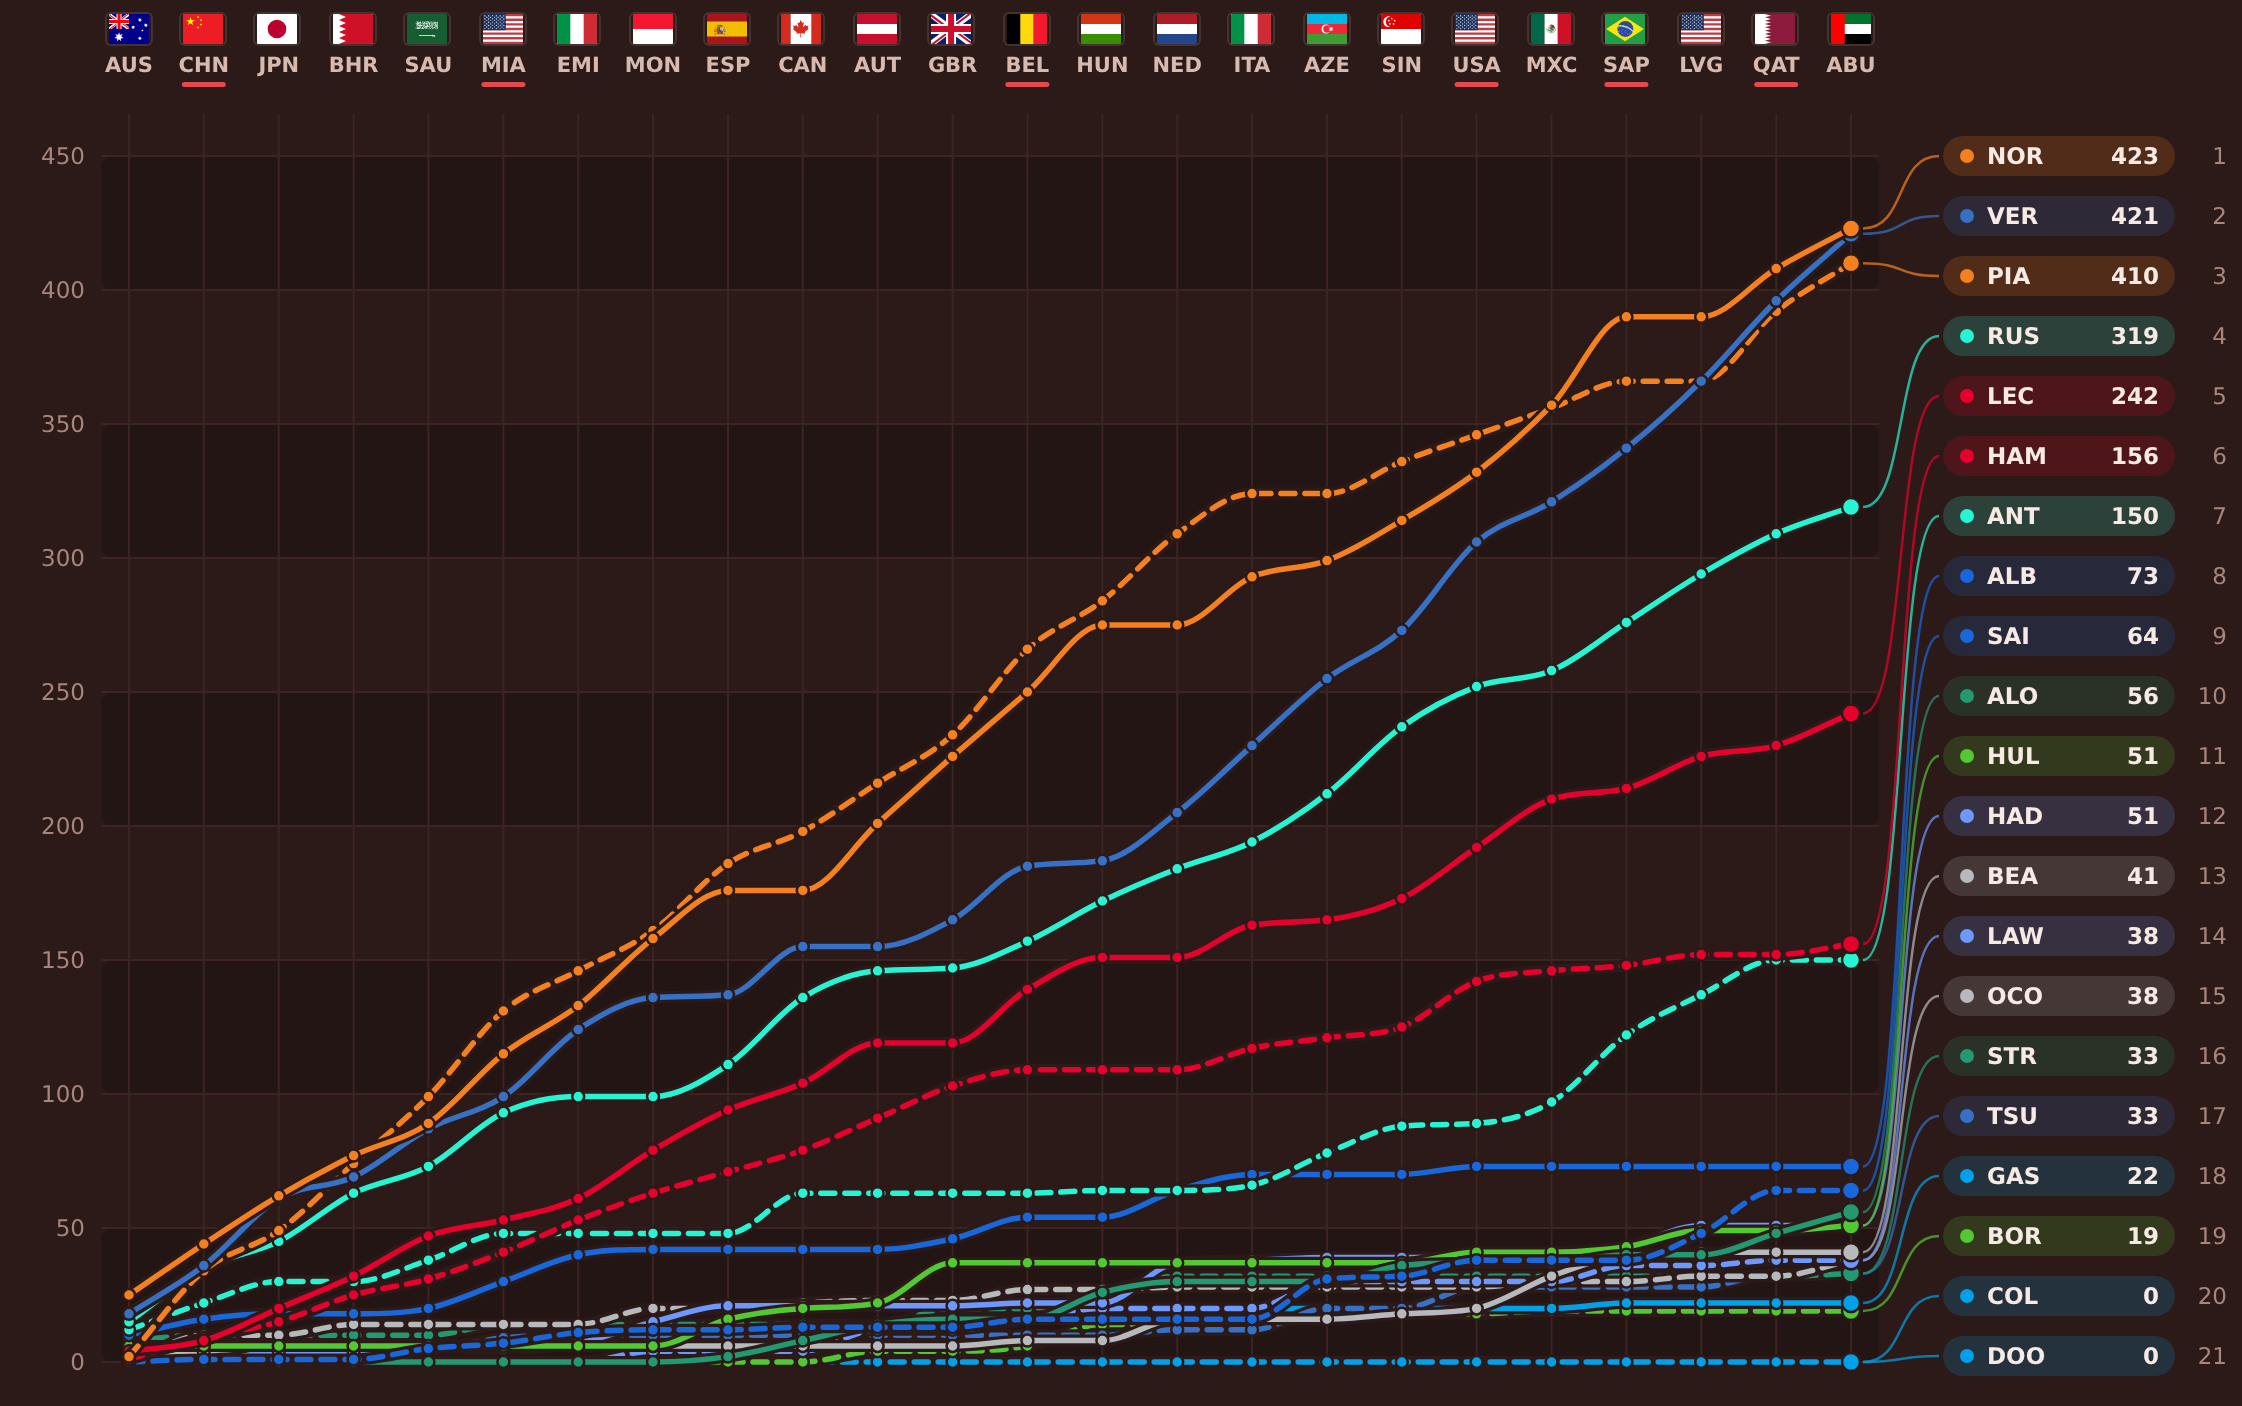 AUS CHN JPN BHR SAU MIA EMI MON ESP CAN AUT GBR BEL HUN NED ITA AZE SIN USA MXC SAP LVG QAT ABU
450
400
350
300
250
200
150
100
50
0
NOR 423 1
VER 421 2
PIA 410 3
RUS 319 4
LEC 242 5
HAM 156 6
ANT 150 7
ALB 73 8
SAI 64 9
ALO 56 10
HUL 51 11
HAD 51 12
BEA 41 13
LAW 38 14
OCO 38 15
STR 33 16
TSU 33 17
GAS 22 18
BOR 19 19
COL 0 20
DOO 0 21